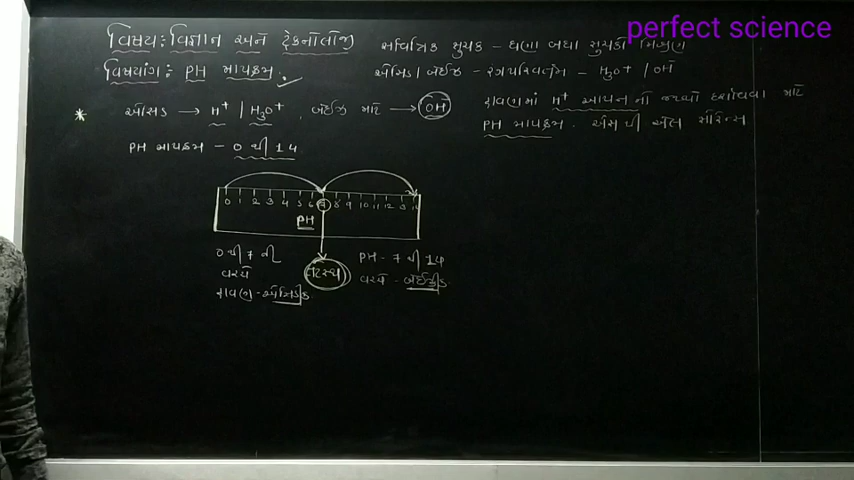 perfect science
વિષય: વિજ્ઞાન અને ટેકનૉલૉજી
વિષયાંગ: PH માપક્રમ
સાર્વત્રિક સુચક - ઘણા બધા સુચકો મિશ્રણ
એસિડ / બેઈઝ - રંગપરિવર્તન - H₃O⁺ / OH⁻
* એસિડ → H⁺ / H₃O⁺, બેઈઝ માટે → OH⁻
PH માપક્રમ - 0 થી 14
દ્રાવણમાં H⁺ આયન નો જથ્થો દર્શાવવા માટે
PH માપક્રમ. એસ પી એલ સોરેન્સ
0 1 2 3 4 5 6 7 8 9 10 11 12 13 14
PH
0 થી 7 ની
વચ્ચે
દ્રાવણ - એસિડીક
તટસ્થ
PH - 7 થી 14
વચ્ચે - બેઈઝીક